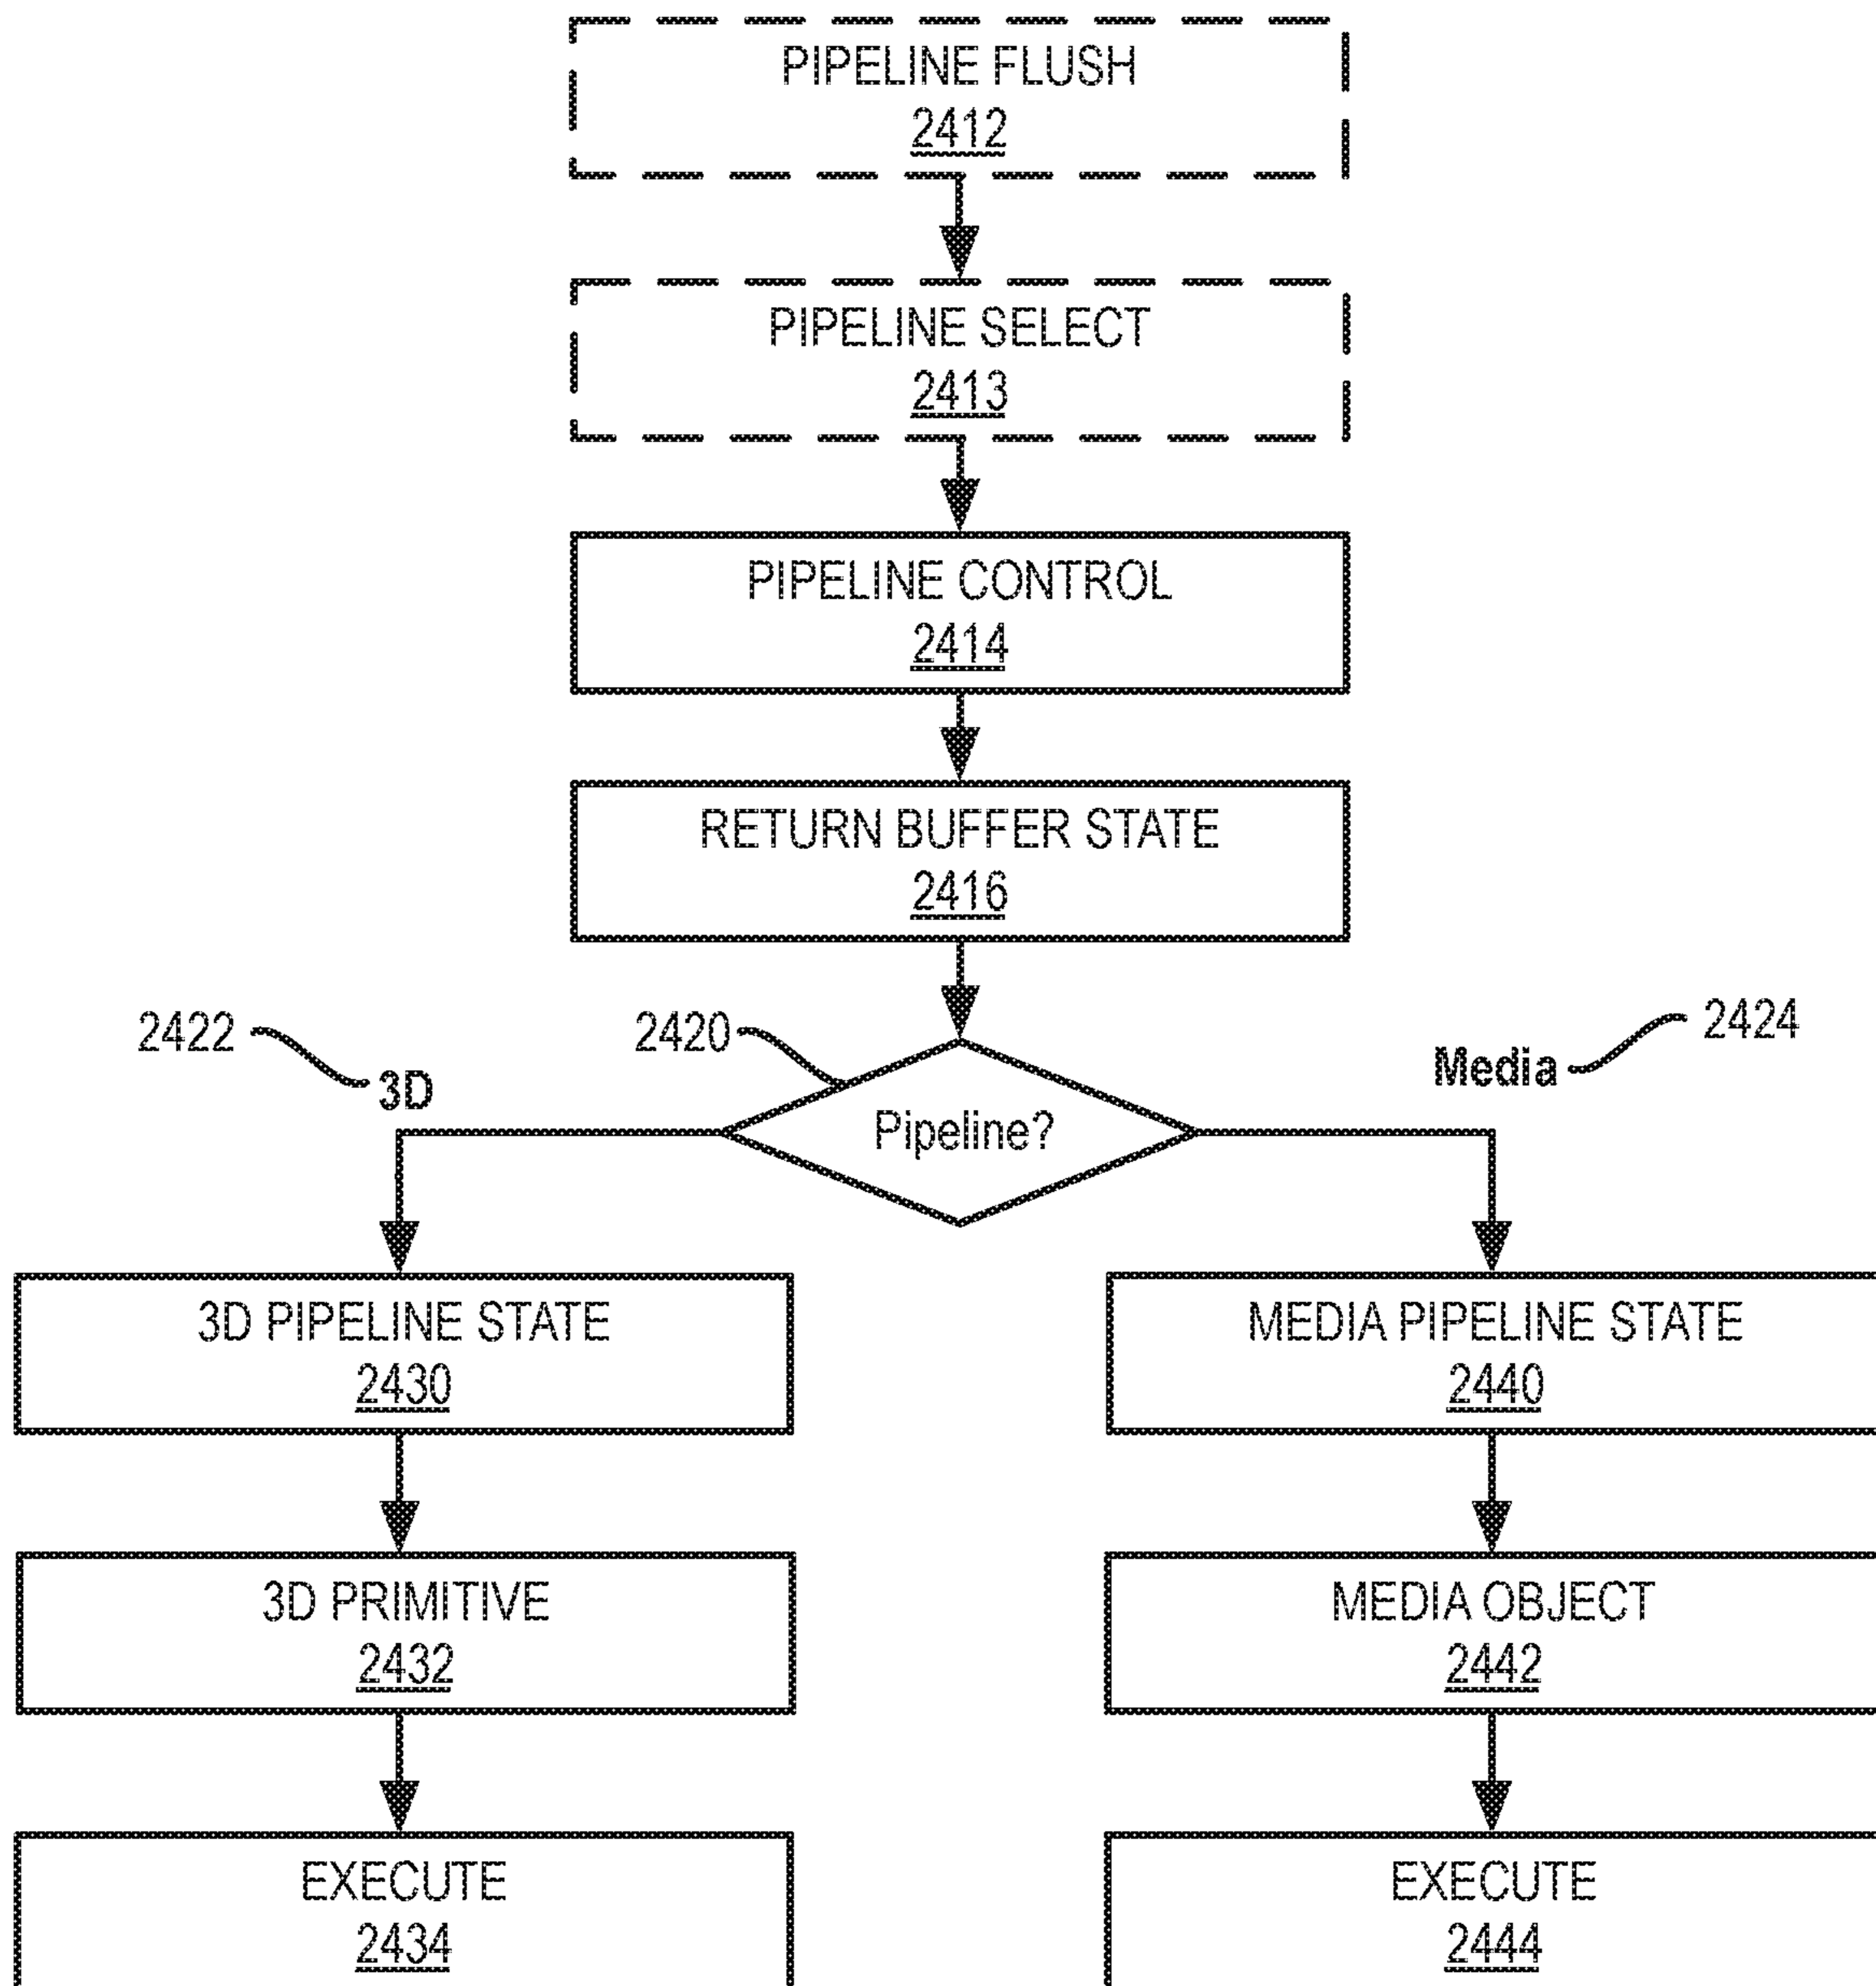 PIPELINE FLUSH
2412
PIPELINE SELECT
2413
PIPELINE CONTROL
2414
RETURN BUFFER STATE
2416
2422
2420
2424
3D
Media
Pipeline?
3D PIPELINE STATE
2430
MEDIA PIPELINE STATE
2440
3D PRIMITIVE
2432
MEDIA OBJECT
2442
EXECUTE
2434
EXECUTE
2444